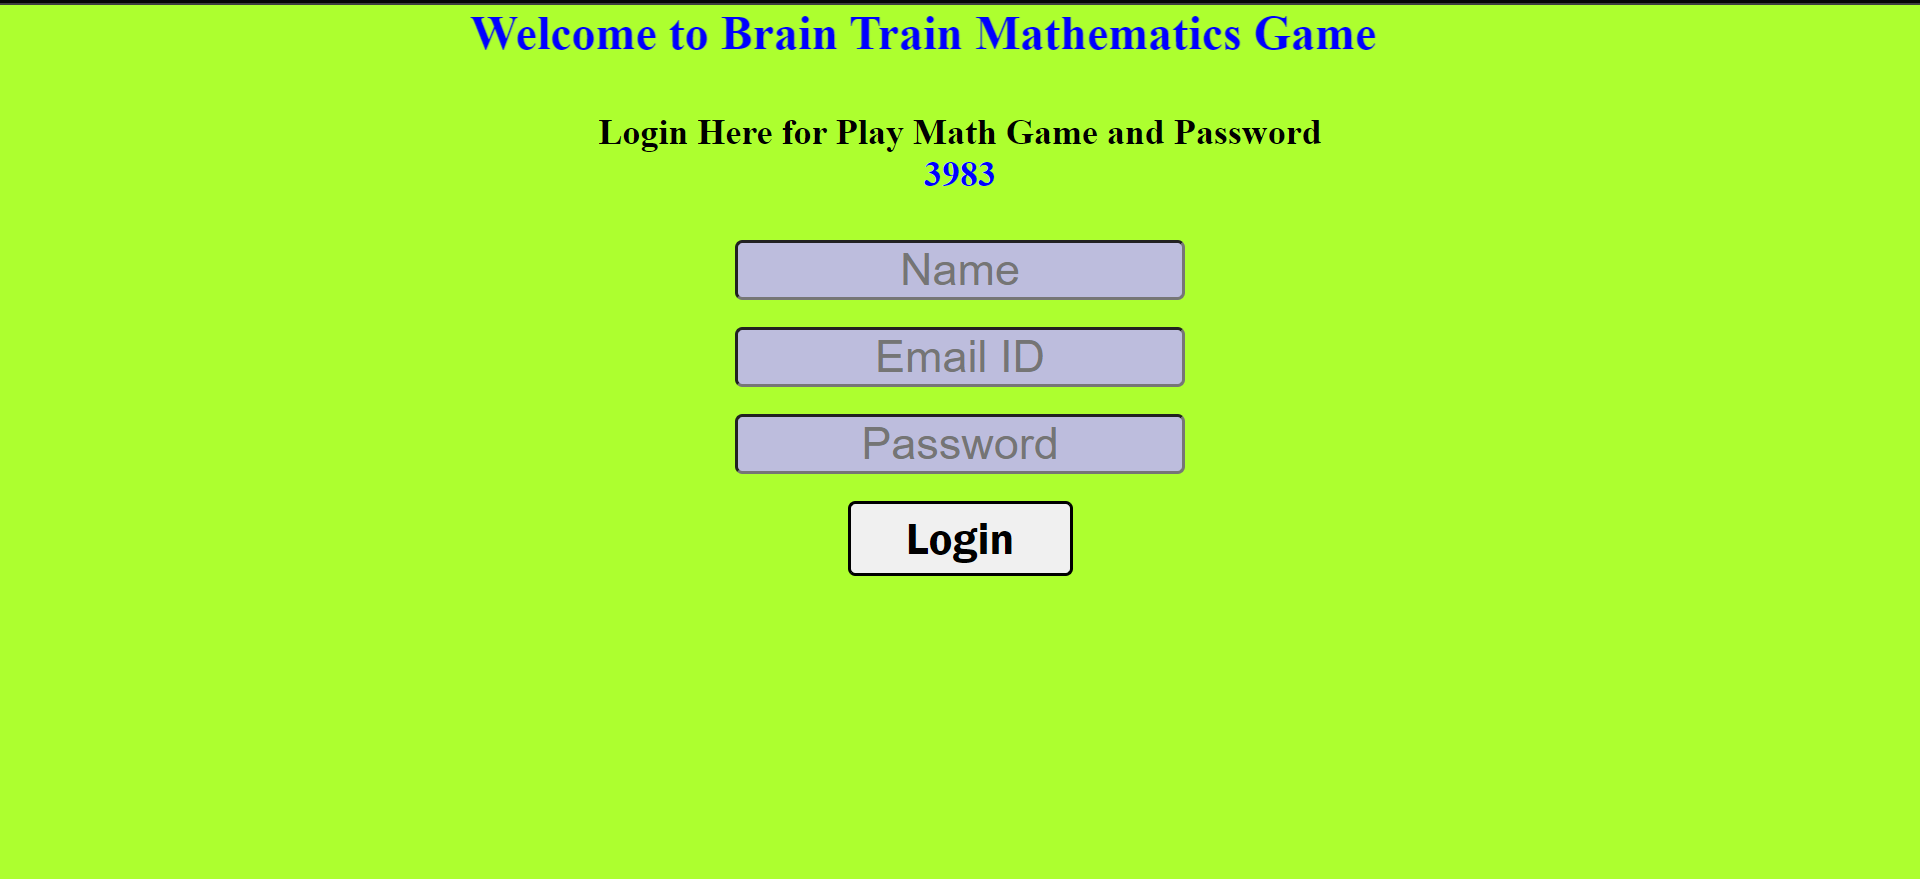 Welcome to Brain Train Mathematics Game
Login Here for Play Math Game and Password
3983
Name
Email ID
Password
Login